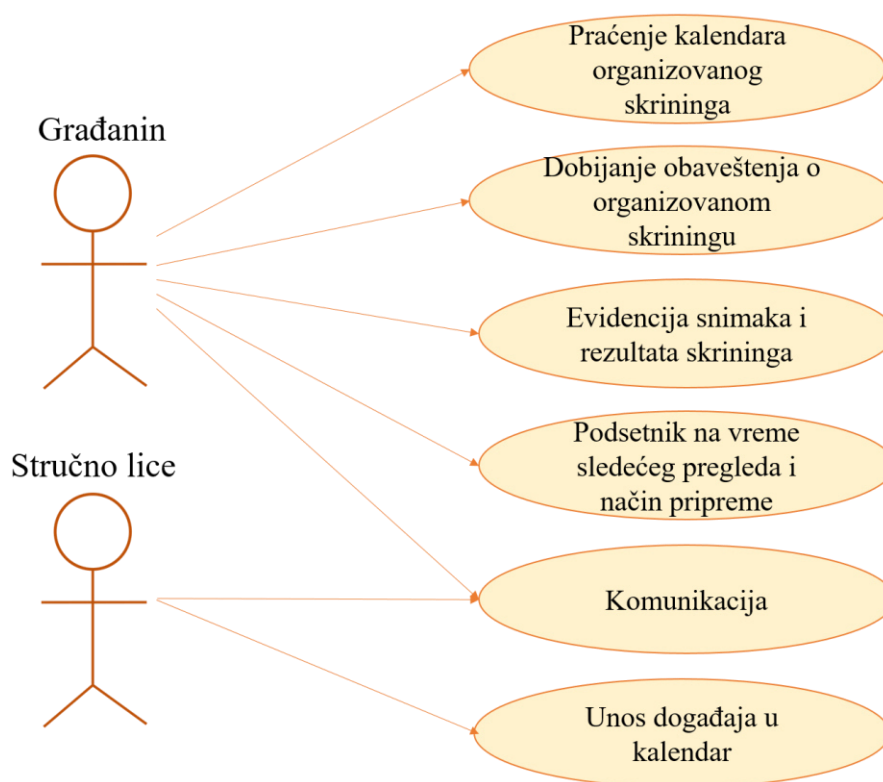 Građanin
Stručno lice
Praćenje kalendara
organizovanog
skrininga
Dobijanje obaveštenja o
organizovanom
skriningu
Evidencija snimaka i
rezultata skrininga
Podsetnik na vreme
sledećeg pregleda i
način pripreme
Komunikacija
Unos događaja u
kalendar